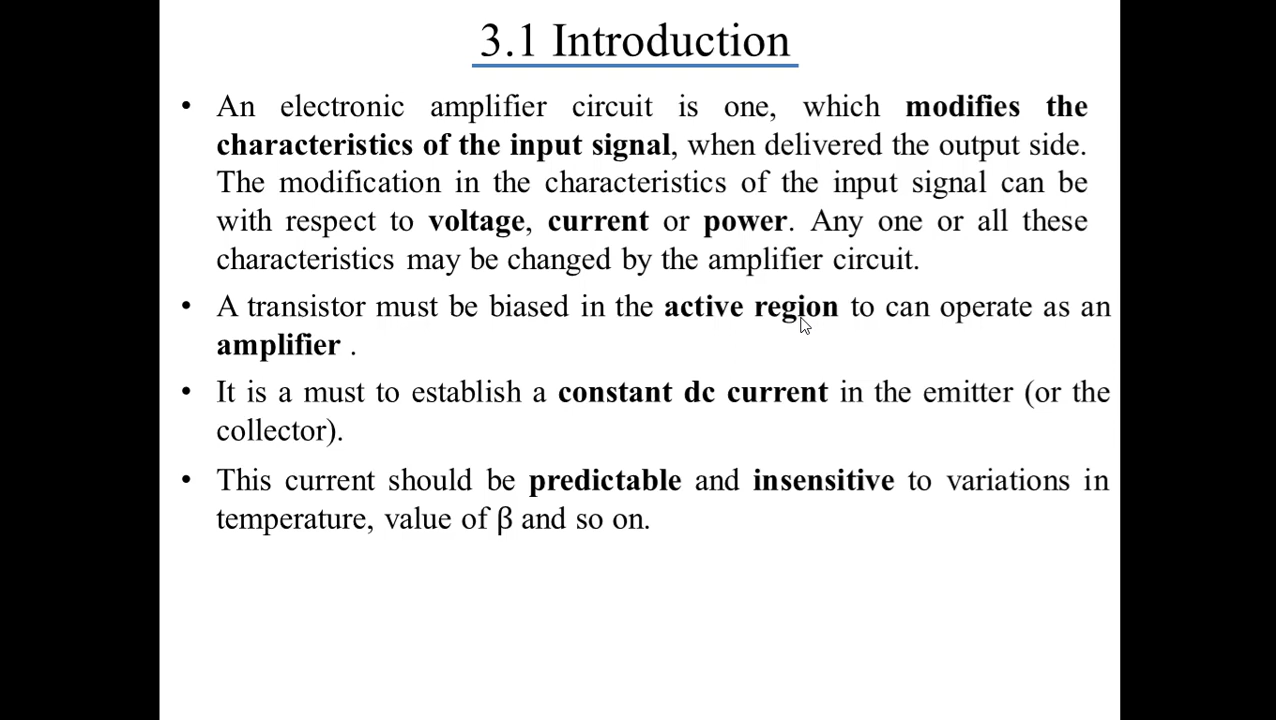 3.1 Introduction
• An electronic amplifier circuit is one, which modifies the
characteristics of the input signal, when delivered the output side.
The modification in the characteristics of the input signal can be
with respect to voltage, current or power. Any one or all these
characteristics may be changed by the amplifier circuit.
• A transistor must be biased in the active region to can operate as an
amplifier .
• It is a must to establish a constant dc current in the emitter (or the
collector).
• This current should be predictable and insensitive to variations in
temperature, value of β and so on.